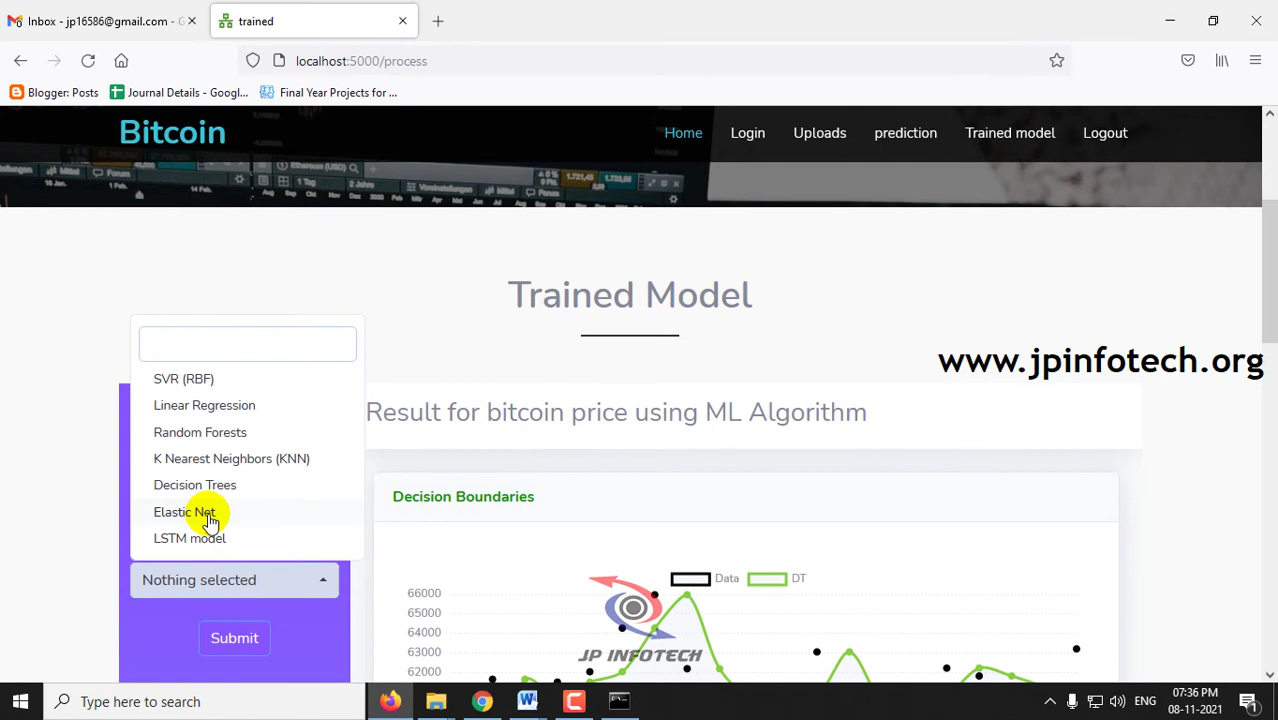 Inbox - jp16586@gmail.com - G
trained
localhost:5000/process
Blogger: Posts
Journal Details - Googl...
Final Year Projects for ...
Bitcoin
Home
Login
Uploads
prediction
Trained model
Logout
Trained Model
www.jpinfotech.org
SVR (RBF)
Linear Regression
Random Forests
K Nearest Neighbors (KNN)
Decision Trees
Elastic Net
LSTM model
Nothing selected
Submit
Result for bitcoin price using ML Algorithm
Decision Boundaries
Data
DT
66000
65000
64000
63000
62000
JP INFOTECH
Type here to search
ENG
07:36 PM
08-11-2021
1